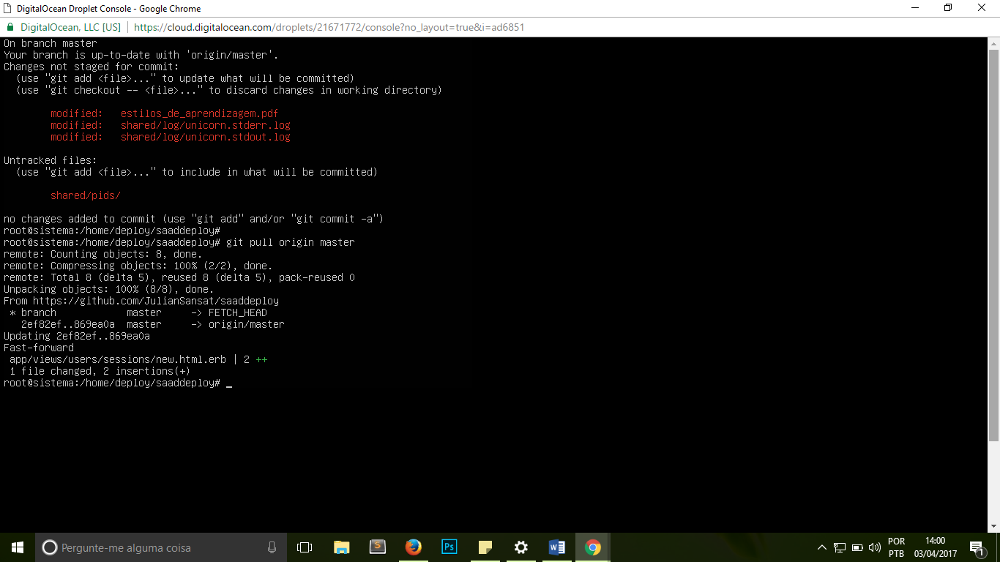 DigitalOcean Droplet Console - Google Chrome
DigitalOcean, LLC [US] https://cloud.digitalocean.com/droplets/21671772/console?no_layout=true&i=ad6851
On branch master
Your branch is up-to-date with 'origin/master'.
Changes not staged for commit:
  (use "git add <file>..." to update what will be committed)
  (use "git checkout -- <file>..." to discard changes in working directory)
        modified:   estilos_de_aprendizagem.pdf
        modified:   shared/log/unicorn.stderr.log
        modified:   shared/log/unicorn.stdout.log
Untracked files:
  (use "git add <file>..." to include in what will be committed)
        shared/pids/
no changes added to commit (use "git add" and/or "git commit -a")
root@sistema:/home/deploy/saaddeploy#
root@sistema:/home/deploy/saaddeploy# git pull origin master
remote: Counting objects: 8, done.
remote: Compressing objects: 100% (2/2), done.
remote: Total 8 (delta 5), reused 8 (delta 5), pack-reused 0
Unpacking objects: 100% (8/8), done.
From https://github.com/JulianSansat/saaddeploy
 * branch            master     -> FETCH_HEAD
   2ef82ef..869ea0a  master     -> origin/master
Updating 2ef82ef..869ea0a
Fast-forward
 app/views/users/sessions/new.html.erb | 2 ++
 1 file changed, 2 insertions(+)
root@sistema:/home/deploy/saaddeploy# _
Pergunte-me alguma coisa
S
Ps
W
POR
PTB
14:00
03/04/2017
1